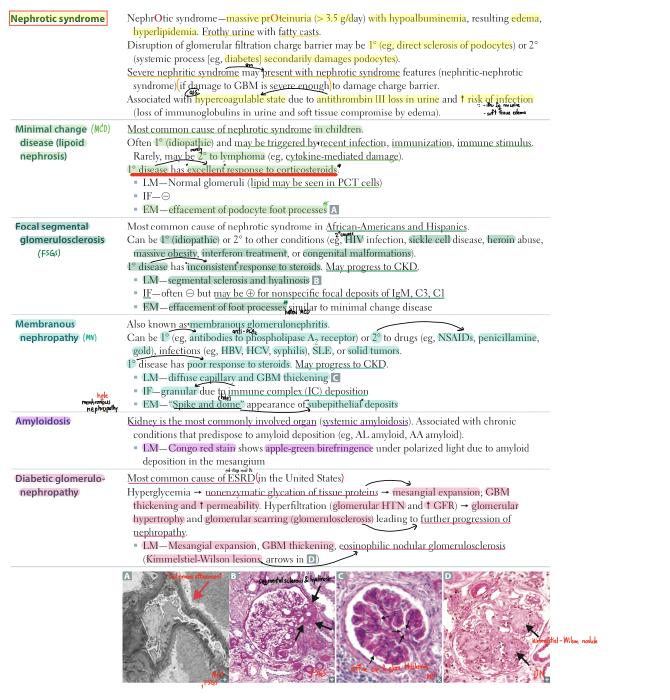 Nephrotic syndrome
NephrOtic syndrome—massive prOteinuria (> 3.5 g/day) with hypoalbuminemia, resulting edema,
hyperlipidemia. Frothy urine with fatty casts.
Disruption of glomerular filtration charge barrier may be 1° (eg, direct sclerosis of podocytes) or 2°
(systemic process [eg, diabetes] secondarily damages podocytes).
Severe nephritic syndrome may present with nephrotic syndrome features (nephritic-nephrotic
syndrome) if damage to GBM is severe enough to damage charge barrier.
Associated with hypercoagulable state due to antithrombin III loss in urine and ↑ risk of infection
(loss of immunoglobulins in urine and soft tissue compromise by edema).
- soft tissue edema
Minimal change (MCD)
disease (lipoid
nephrosis)
Most common cause of nephrotic syndrome in children.
Often 1° (idiopathic) and may be triggered by recent infection, immunization, immune stimulus.
Rarely, may be 2° to lymphoma (eg, cytokine-mediated damage).
1° disease has excellent response to corticosteroids.
▪ LM—Normal glomeruli (lipid may be seen in PCT cells)
▪ IF—⊖
▪ EM—effacement of podocyte foot processes A
Focal segmental
glomerulosclerosis
(FSGS)
Most common cause of nephrotic syndrome in African-Americans and Hispanics.
Can be 1° (idiopathic) or 2° to other conditions (eg, HIV infection, sickle cell disease, heroin abuse,
massive obesity, interferon treatment, or congenital malformations).
1° disease has inconsistent response to steroids. May progress to CKD.
▪ LM—segmental sclerosis and hyalinosis B
▪ IF—often ⊖ but may be ⊕ for nonspecific focal deposits of IgM, C3, C1
▪ EM—effacement of foot processes similar to minimal change disease
Membranous
nephropathy (MN)
Also known as membranous glomerulonephritis.
Can be 1° (eg, antibodies to phospholipase A2 receptor) or 2° to drugs (eg, NSAIDs, penicillamine,
gold), infections (eg, HBV, HCV, syphilis), SLE, or solid tumors.
1° disease has poor response to steroids. May progress to CKD.
▪ LM—diffuse capillary and GBM thickening C
▪ IF—granular due to immune complex (IC) deposition
▪ EM—“Spike and dome” appearance of subepithelial deposits
membranous
nephropathy
Amyloidosis
Kidney is the most commonly involved organ (systemic amyloidosis). Associated with chronic
conditions that predispose to amyloid deposition (eg, AL amyloid, AA amyloid).
▪ LM—Congo red stain shows apple-green birefringence under polarized light due to amyloid
deposition in the mesangium
Diabetic glomerulo-
nephropathy
Most common cause of ESRD (in the United States)
Hyperglycemia → nonenzymatic glycation of tissue proteins → mesangial expansion; GBM
thickening and ↑ permeability. Hyperfiltration (glomerular HTN and ↑ GFR) → glomerular
hypertrophy and glomerular scarring (glomerulosclerosis) leading to further progression of
nephropathy.
▪ LM—Mesangial expansion, GBM thickening, eosinophilic nodular glomerulosclerosis
(Kimmelstiel-Wilson lesions, arrows in D)
A
B
segmental sclerosis & hyalinosis
C
D
Kimmelstiel-Wilson nodule
FSGS
DN